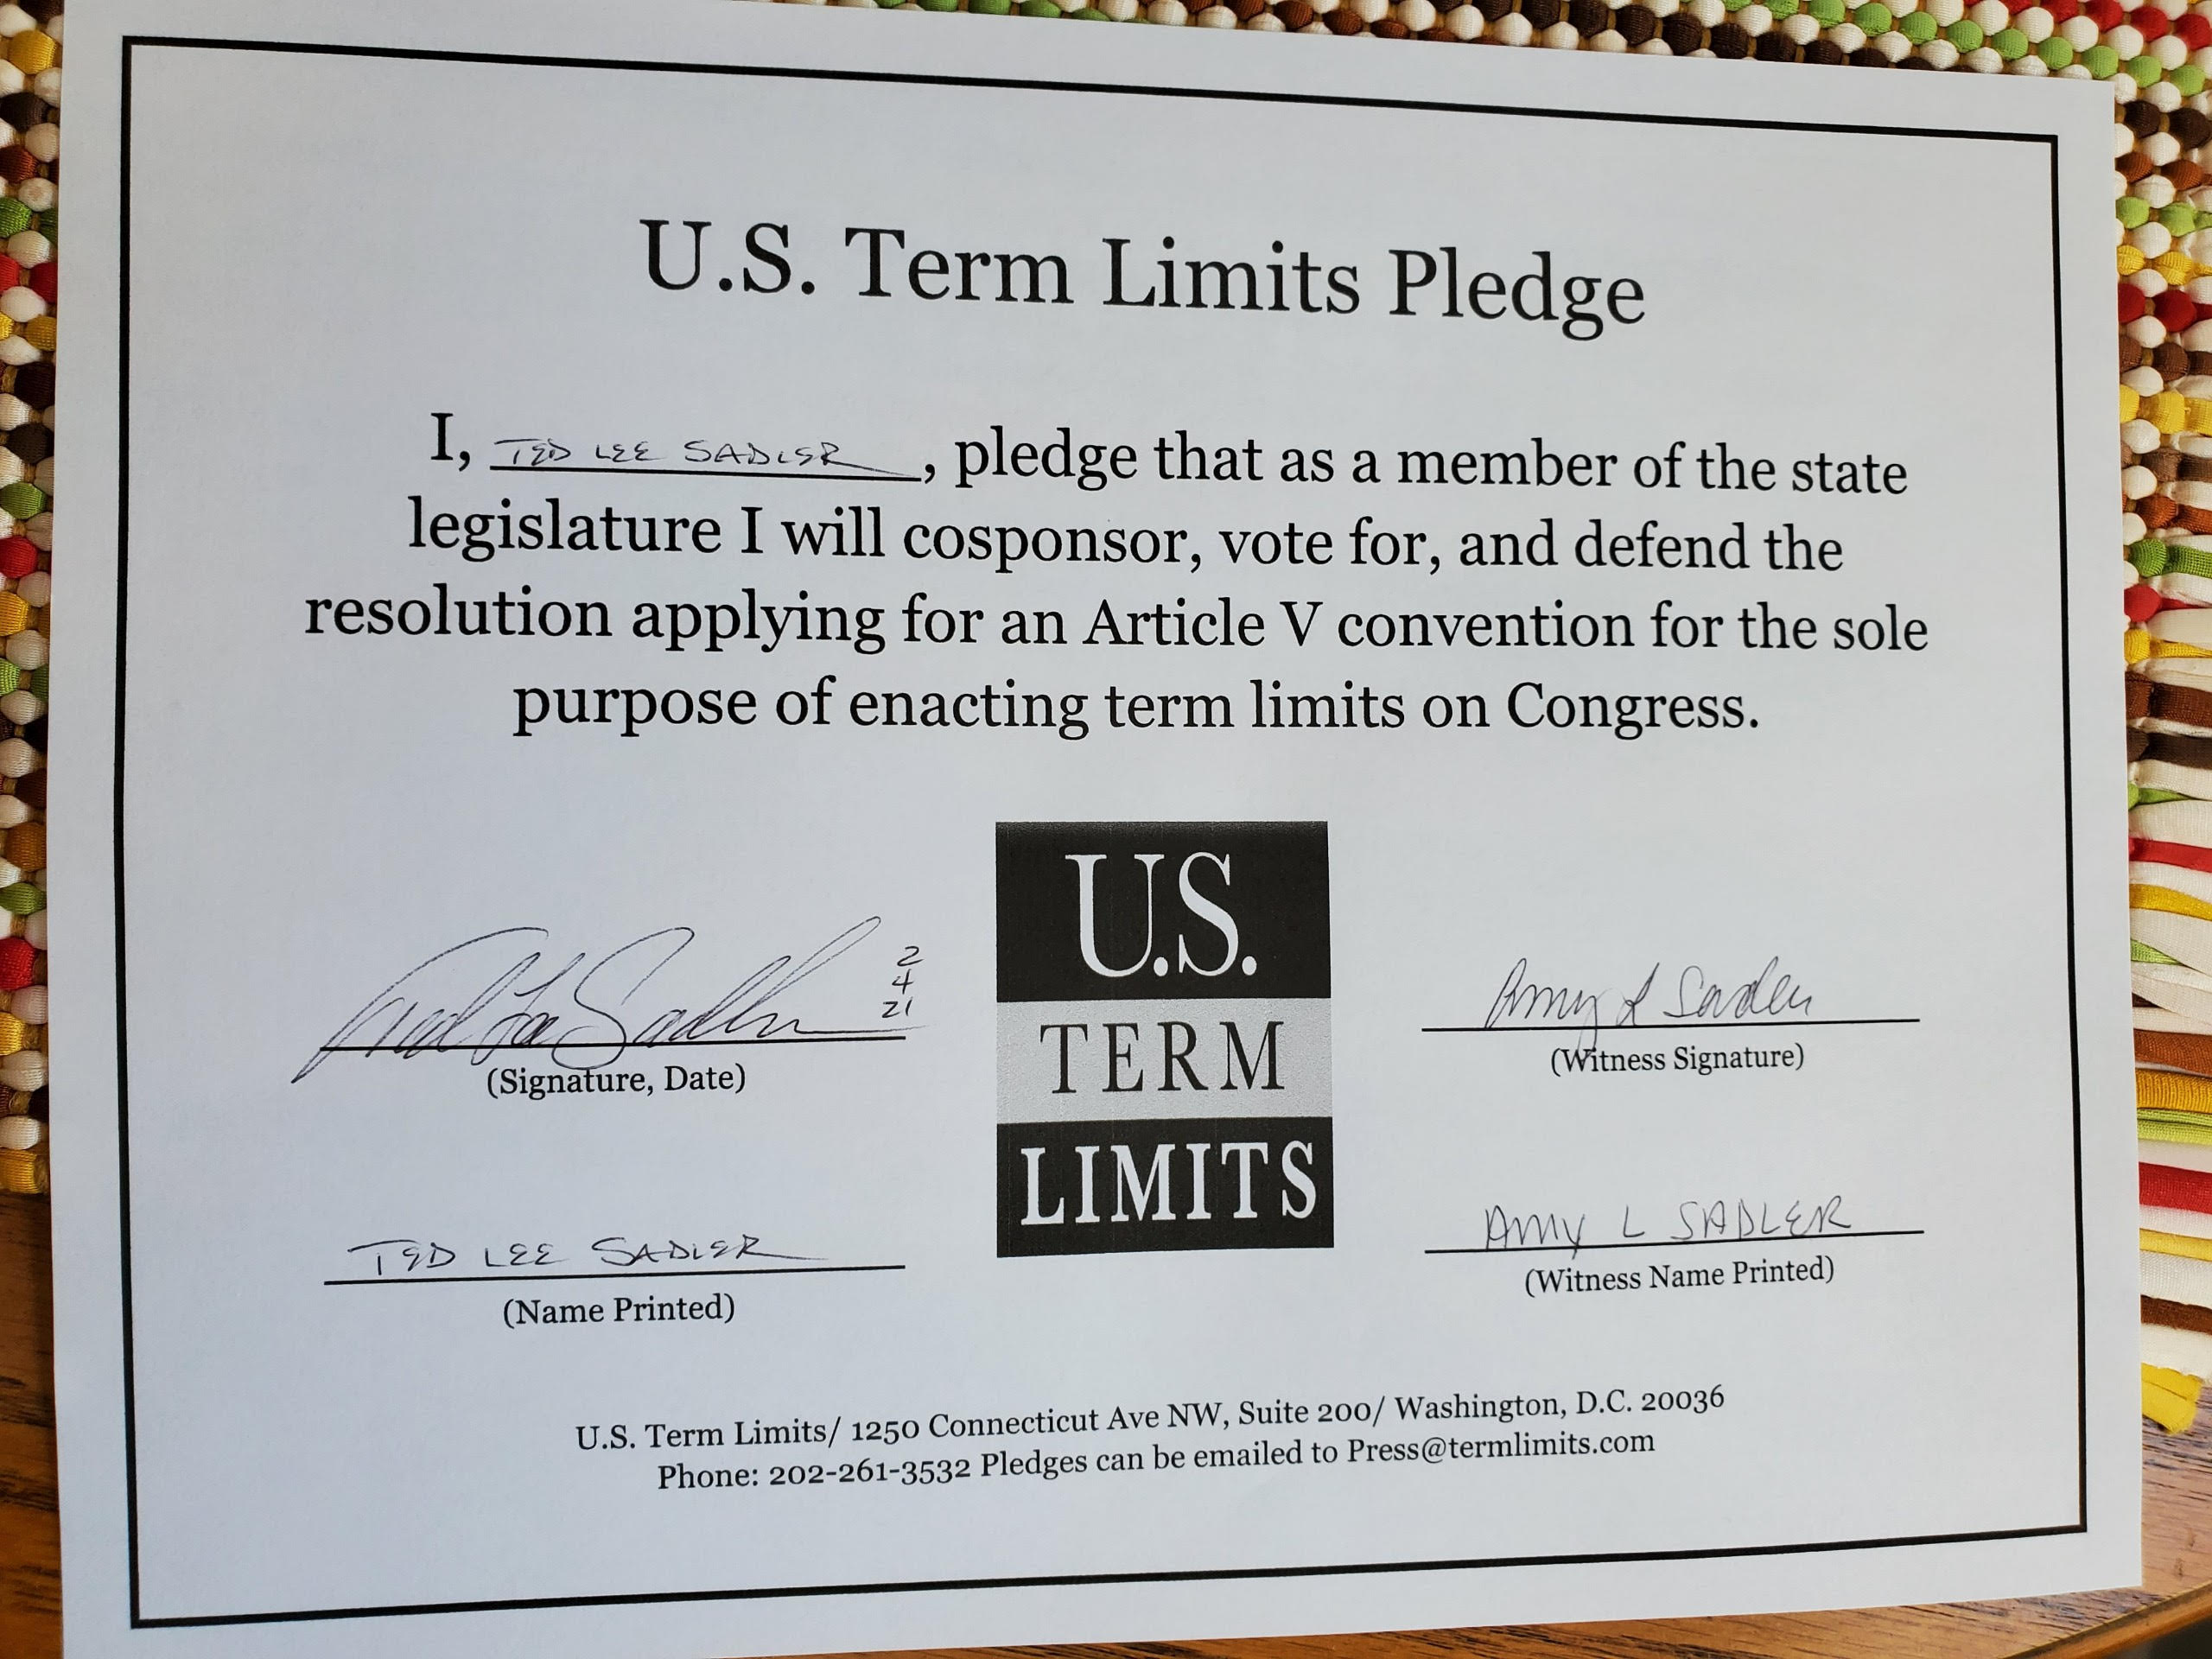 U.S. Term Limits Pledge
I, TED LEE SADLER, pledge that as a member of the state
legislature I will cosponsor, vote for, and defend the
resolution applying for an Article V convention for the sole
purpose of enacting term limits on Congress.
Ted Lee Sadler 2
4
21
(Signature, Date)
TED LEE SADLER
(Name Printed)
U.S.
TERM
LIMITS
Amy L Sadler
(Witness Signature)
AMY L SADLER
(Witness Name Printed)
U.S. Term Limits/ 1250 Connecticut Ave NW, Suite 200/ Washington, D.C. 20036
Phone: 202-261-3532 Pledges can be emailed to Press@termlimits.com